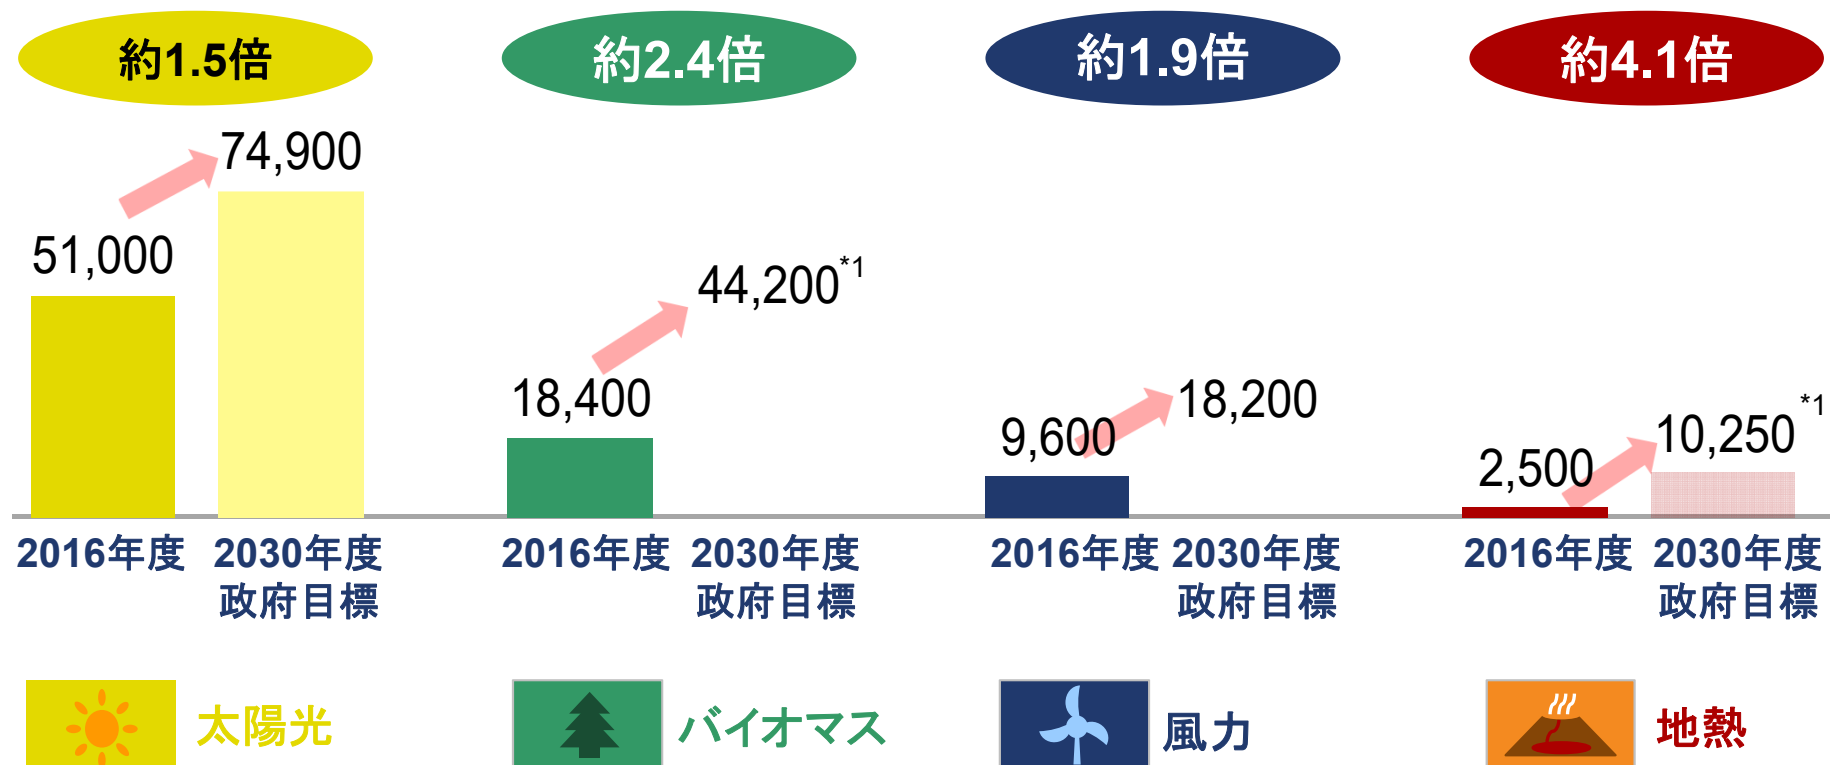 約1.5倍
約2.4倍
約1.9倍
約4.1倍
74,900
51,000
44,200*1
18,400
18,200
9,600
10,250*1
2,500
2016年度 2030年度
政府目標
2016年度 2030年度
政府目標
2016年度 2030年度
政府目標
2016年度 2030年度
政府目標
太陽光
バイオマス
風力
地熱